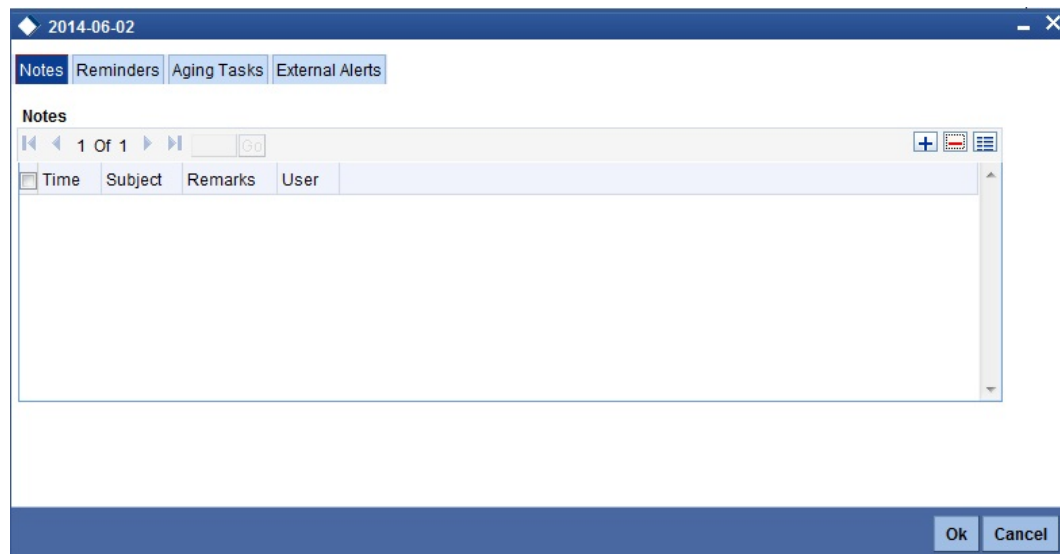 2014-06-02
Notes Reminders Aging Tasks External Alerts
Notes
1 Of 1 Go
Time Subject Remarks User
Ok Cancel